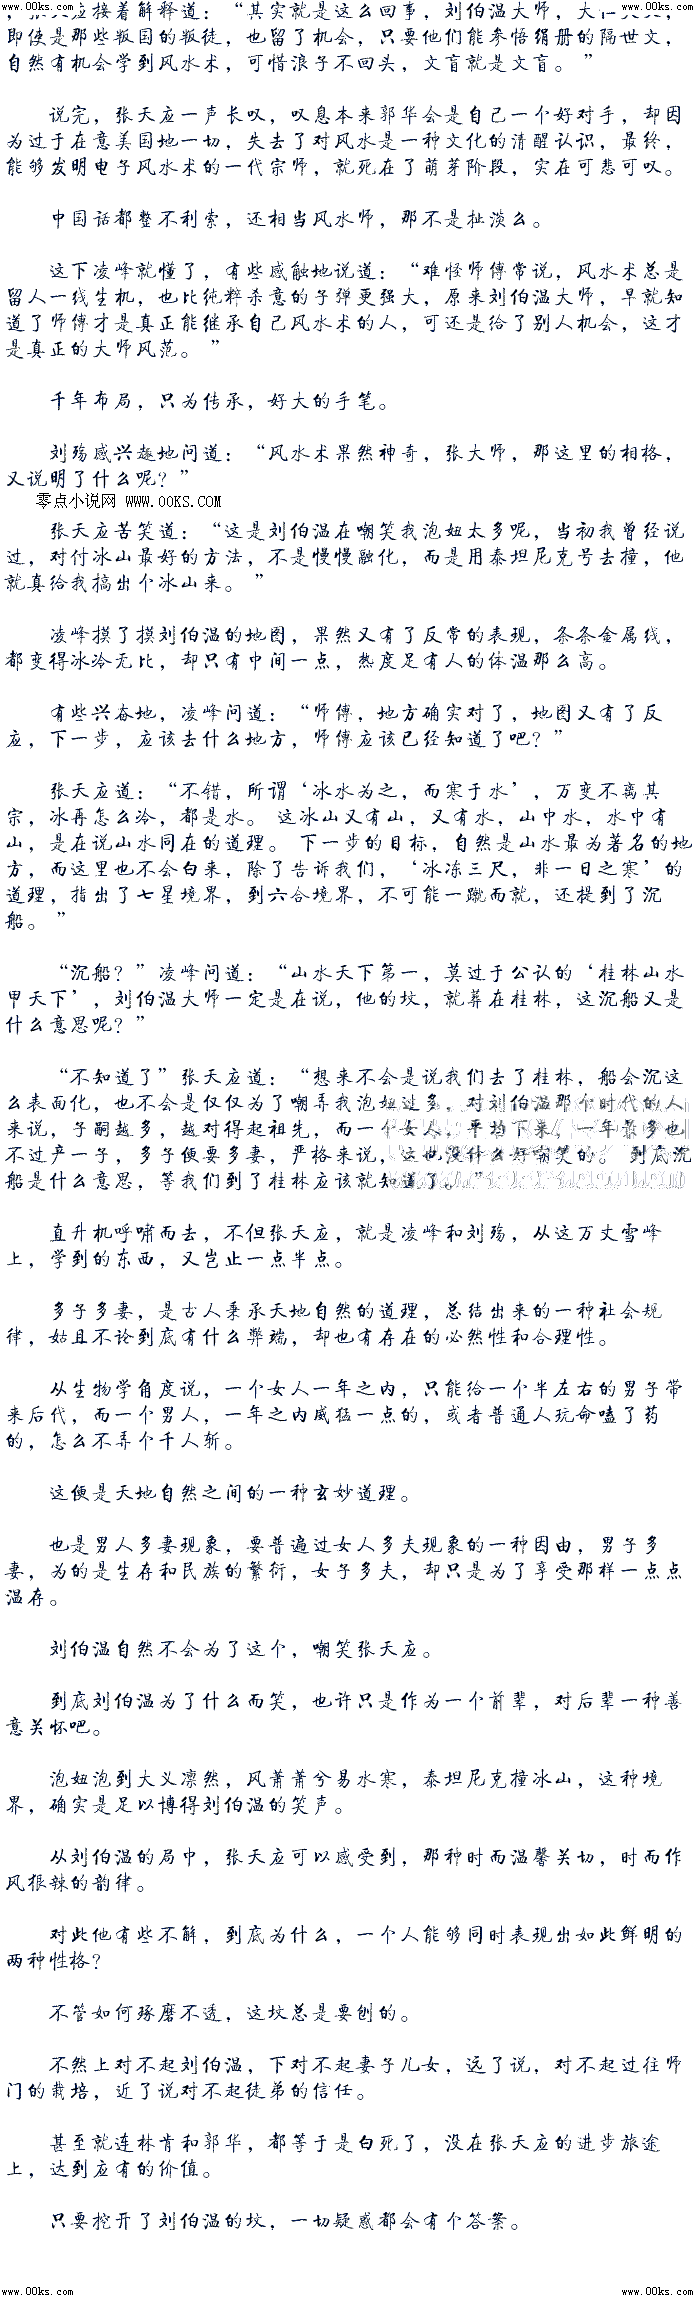 www.00ks.com www.00ks.com
，张天应接着解释道：“其实就是这么回事，刘伯温大师，大
即使是那些叛国的叛徒，也留了机会，只要他们能参悟绢册的隔世文，
自然有机会学到风水术，可惜浪子不回头，文盲就是文盲。”
说完，张天应一声长叹，叹息本来郭华会是自己一个好对手，却因
为过于在意美国地一切，失去了对风水是一种文化的清醒认识，最终，
能够发明电子风水术的一代宗师，就死在了萌芽阶段，实在可悲可叹。
中国话都整不利索，还相当风水师，那不是扯淡么。
这下凌峰就懂了，有些感触地说道：“难怪师傅常说，风水术总是
留人一线生机，也比纯粹杀意的子弹更强大，原来刘伯温大师，早就知
道了师傅才是真正能继承自己风水术的人，可还是给了别人机会，这才
是真正的大师风范。”
千年布局，只为传承，好大的手笔。
刘殇感兴趣地问道：“风水术果然神奇，张大师，那这里的相格，
又说明了什么呢？”
零点小说网 www.00KS.COM
张天应苦笑道：“这是刘伯温在嘲笑我泡妞太多呢，当初我曾经说
过，对付冰山最好的方法，不是慢慢融化，而是用泰坦尼克号去撞，他
就真给我搞出个冰山来。”
凌峰摸了摸刘伯温的地图，果然又有了反常的表现，条条金属线，
都变得冰冷无比，却只有中间一点，热度足有人的体温那么高。
有些兴奋地，凌峰问道：“师傅，地方确实对了，地图又有了反
应，下一步，应该去什么地方，师傅应该已经知道了吧？”
张天应道：“不错，所谓‘冰水为之，而寒于水’，万变不离其
宗，冰再怎么冷，都是水。 这冰山又有山，又有水，山中水，水中有
山，是在说山水同在的道理。 下一步的目标，自然是山水最为著名的地
方，而这里也不会白来，除了告诉我们，‘冰冻三尺，非一日之寒’的
道理，指出了七星境界，到六合境界，不可能一蹴而就，还提到了沉
船。”
“沉船？”凌峰问道：“山水天下第一，莫过于公认的‘桂林山水
甲天下’，刘伯温大师一定是在说，他的坟，就葬在桂林，这沉船又是
什么意思呢？”
“不知道了”张天应道：“想来不会是说我们去了桂林，船会沉这
么表面化，也不会是仅仅为了嘲弄我泡妞过多，对刘伯温那个时代的人
来说，子嗣越多，越对得起祖先，而一个女人，平均下来，一年最多也
不过产一子，多子便要多妻，严格来说，这也没什么好嘲笑的。 到底沉
船是什么意思，等我们到了桂林应该就知道了。”
直升机呼啸而去，不但张天应，就是凌峰和刘殇，从这万丈雪峰
上，学到的东西，又岂止一点半点。
多子多妻，是古人秉承天地自然的道理，总结出来的一种社会规
律，姑且不论到底有什么弊端，却也有存在的必然性和合理性。
从生物学角度说，一个女人一年之内，只能给一个半左右的男子带
来后代，而一个男人，一年之内威猛一点的，或者普通人玩命嗑了药
的，怎么不弄个千人斩。
这便是天地自然之间的一种玄妙道理。
也是男人多妻现象，要普遍过女人多夫现象的一种因由，男子多
妻，为的是生存和民族的繁衍，女子多夫，却只是为了享受那样一点点
温存。
刘伯温自然不会为了这个，嘲笑张天应。
到底刘伯温为了什么而笑，也许只是作为一个前辈，对后辈一种善
意关怀吧。
泡妞泡到大义凛然，风萧萧兮易水寒，泰坦尼克撞冰山，这种境
界，确实是足以博得刘伯温的笑声。
从刘伯温的局中，张天应可以感受到，那种时而温馨关切，时而作
风狠辣的韵律。
对此他有些不解，到底为什么，一个人能够同时表现出如此鲜明的
两种性格？
不管如何琢磨不透，这坟总是要刨的。
不然上对不起刘伯温，下对不起妻子儿女，远了说，对不起过往师
门的栽培，近了说对不起徒弟的信任。
甚至就连林肯和郭华，都等于是白死了，没在张天应的进步旅途
上，达到应有的价值。
只要挖开了刘伯温的坟，一切疑惑都会有个答案。
www.00ks.com www.00ks.com